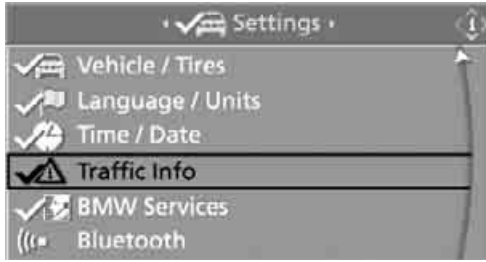 Settings
Vehicle / Tires
Language / Units
Time / Date
Traffic Info
BMW Services
Bluetooth